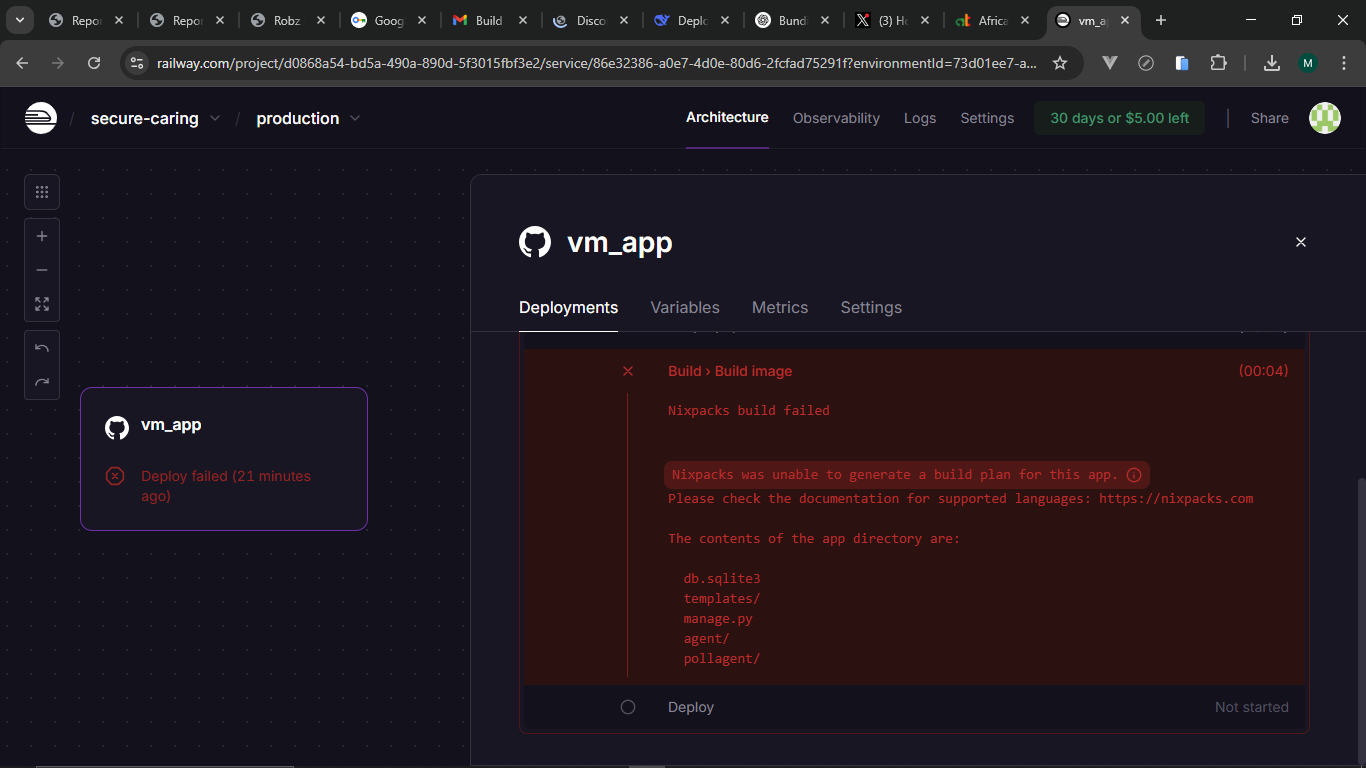 Repor
Repor
Robz
Goog
Build
Disco
Deplo
Bundi
(3) Ho
Africa
vm_ap
railway.com/project/d0868a54-bd5a-490a-890d-5f3015fbf3e2/service/86e32386-a0e7-4d0e-80d6-2fcfad75291f?environmentId=73d01ee7-a...
M
/ secure-caring / production
Architecture Observability Logs Settings 30 days or $5.00 left Share
vm_app
Deployments Variables Metrics Settings
Build › Build image (00:04)
Nixpacks build failed
Nixpacks was unable to generate a build plan for this app.
Please check the documentation for supported languages: https://nixpacks.com
The contents of the app directory are:
db.sqlite3
templates/
manage.py
agent/
pollagent/
Deploy Not started
vm_app
Deploy failed (21 minutes
ago)